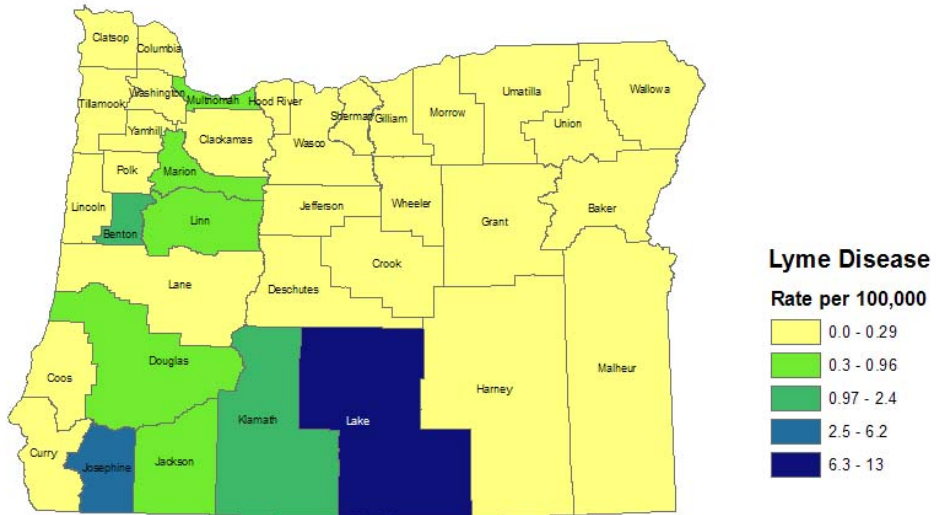 Clatsop
Columbia
Tillamook
Washington
Multnomah
Hood River
Sherman
Gilliam
Morrow
Umatilla
Wallowa
Union
Yamhill
Clackamas
Wasco
Polk
Marion
Lincoln
Benton
Linn
Jefferson
Wheeler
Grant
Baker
Lane
Deschutes
Crook
Coos
Douglas
Klamath
Lake
Harney
Malheur
Curry
Josephine
Jackson
Lyme Disease
Rate per 100,000
0.0 - 0.29
0.3 - 0.96
0.97 - 2.4
2.5 - 6.2
6.3 - 13